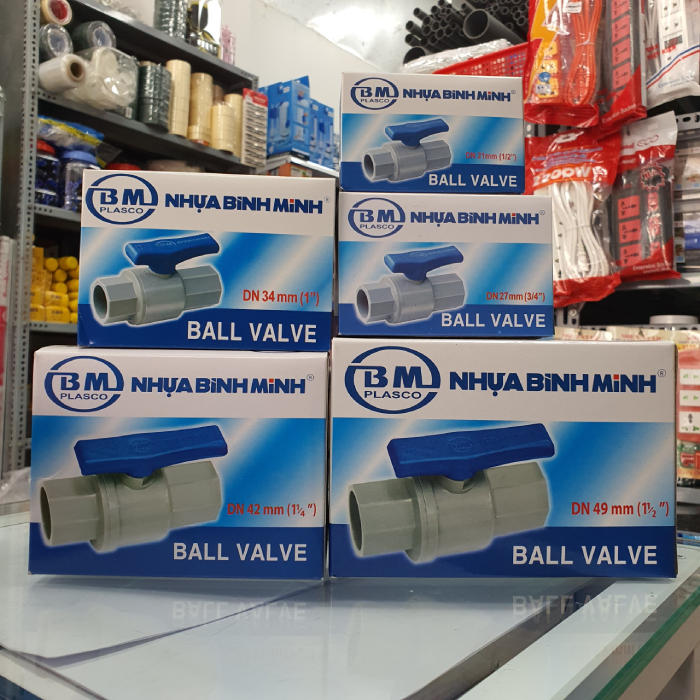 BM
PLASCO
NHỰA BÌNH MINH®
DN 21mm (1/2")
BALL VALVE
BM
PLASCO
NHỰA BÌNH MINH®
DN 34 mm (1")
BALL VALVE
BM
PLASCO
NHỰA BÌNH MINH®
DN 27mm (3/4")
BALL VALVE
BM
PLASCO
NHỰA BÌNH MINH®
DN 42 mm (1¼")
BALL VALVE
BM
PLASCO
NHỰA BÌNH MINH®
DN 49 mm (1½")
BALL VALVE
2200W